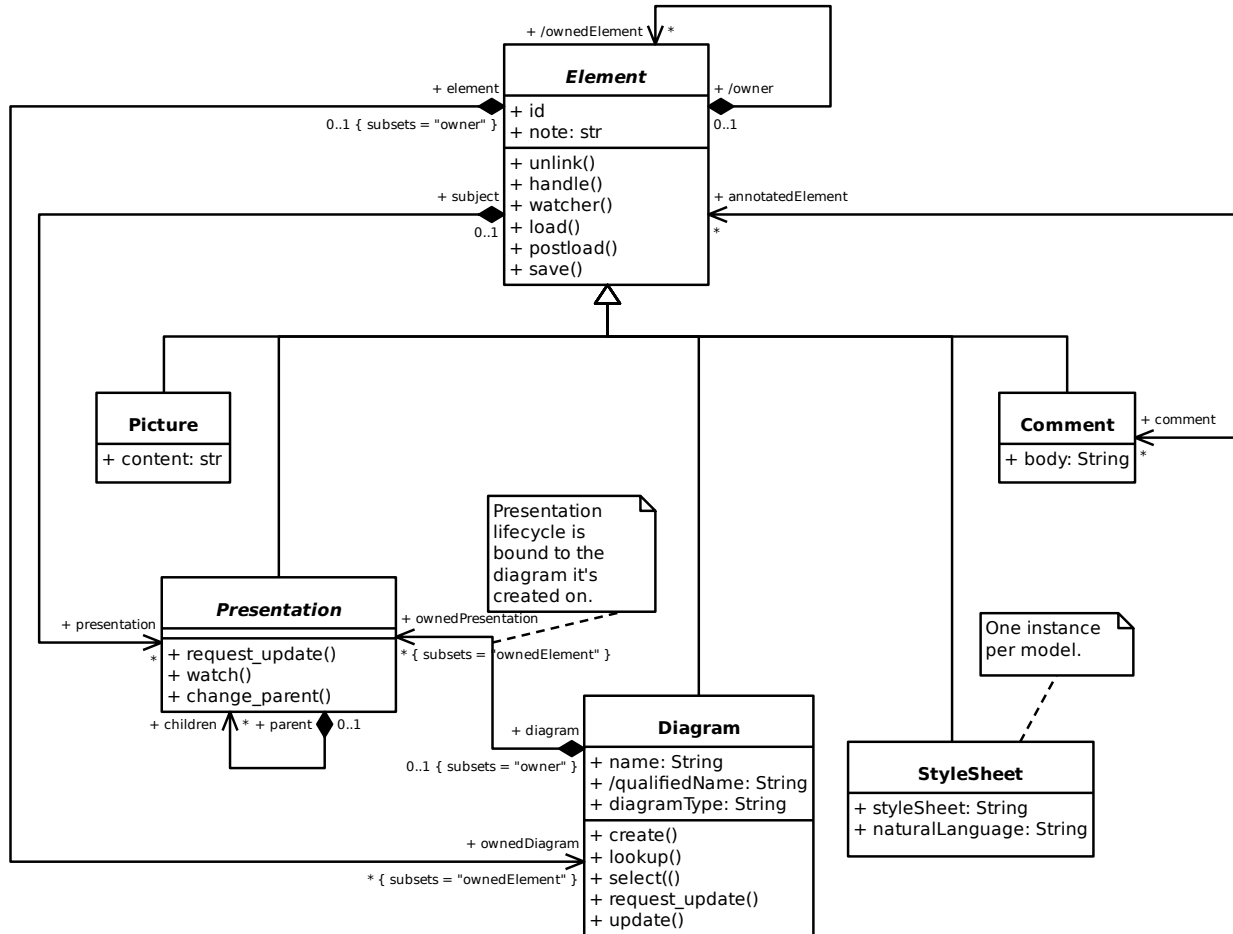 + /ownedElement *
Element
+ element
+ /owner
0..1 { subsets = "owner" }
0..1
+ id
+ note: str
+ unlink()
+ handle()
+ watcher()
+ load()
+ postload()
+ save()
+ subject
0..1
+ annotatedElement
*
Picture
+ content: str
Comment
+ body: String
+ comment
*
Presentation
lifecycle is
bound to the
diagram it's
created on.
Presentation
+ request_update()
+ watch()
+ change_parent()
+ presentation
*
+ ownedPresentation
* { subsets = "ownedElement" }
+ children * + parent 0..1
One instance
per model.
+ diagram
0..1 { subsets = "owner" }
Diagram
+ name: String
+ /qualifiedName: String
+ diagramType: String
+ create()
+ lookup()
+ select(()
+ request_update()
+ update()
+ ownedDiagram
* { subsets = "ownedElement" }
StyleSheet
+ styleSheet: String
+ naturalLanguage: String